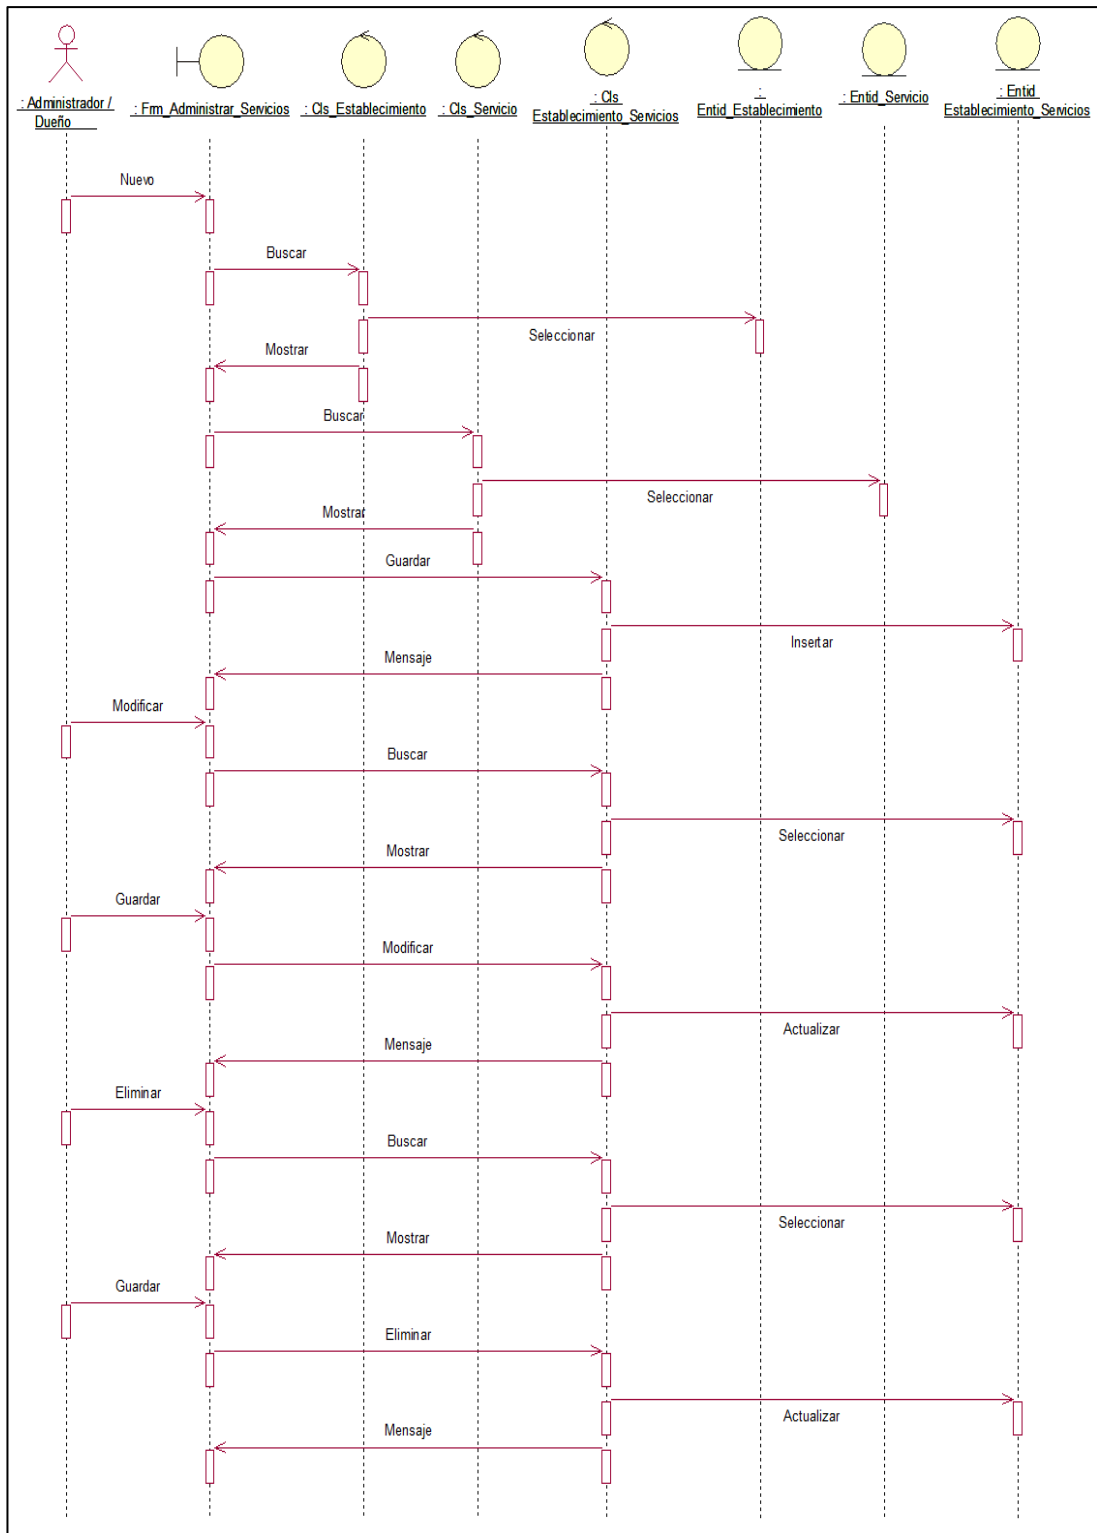 : Administrador /
Dueño
: Frm_Administrar_Servicios
: Cls_Establecimiento
: Cls_Servicio
: Cls
Establecimiento_Servicios
:
Entid_Establecimiento
: Entid_Servicio
: Entid
Establecimiento_Servicios
Nuevo
Buscar
Seleccionar
Mostrar
Buscar
Seleccionar
Mostrar
Guardar
Insertar
Mensaje
Modificar
Buscar
Seleccionar
Mostrar
Guardar
Modificar
Actualizar
Mensaje
Eliminar
Buscar
Seleccionar
Mostrar
Guardar
Eliminar
Actualizar
Mensaje